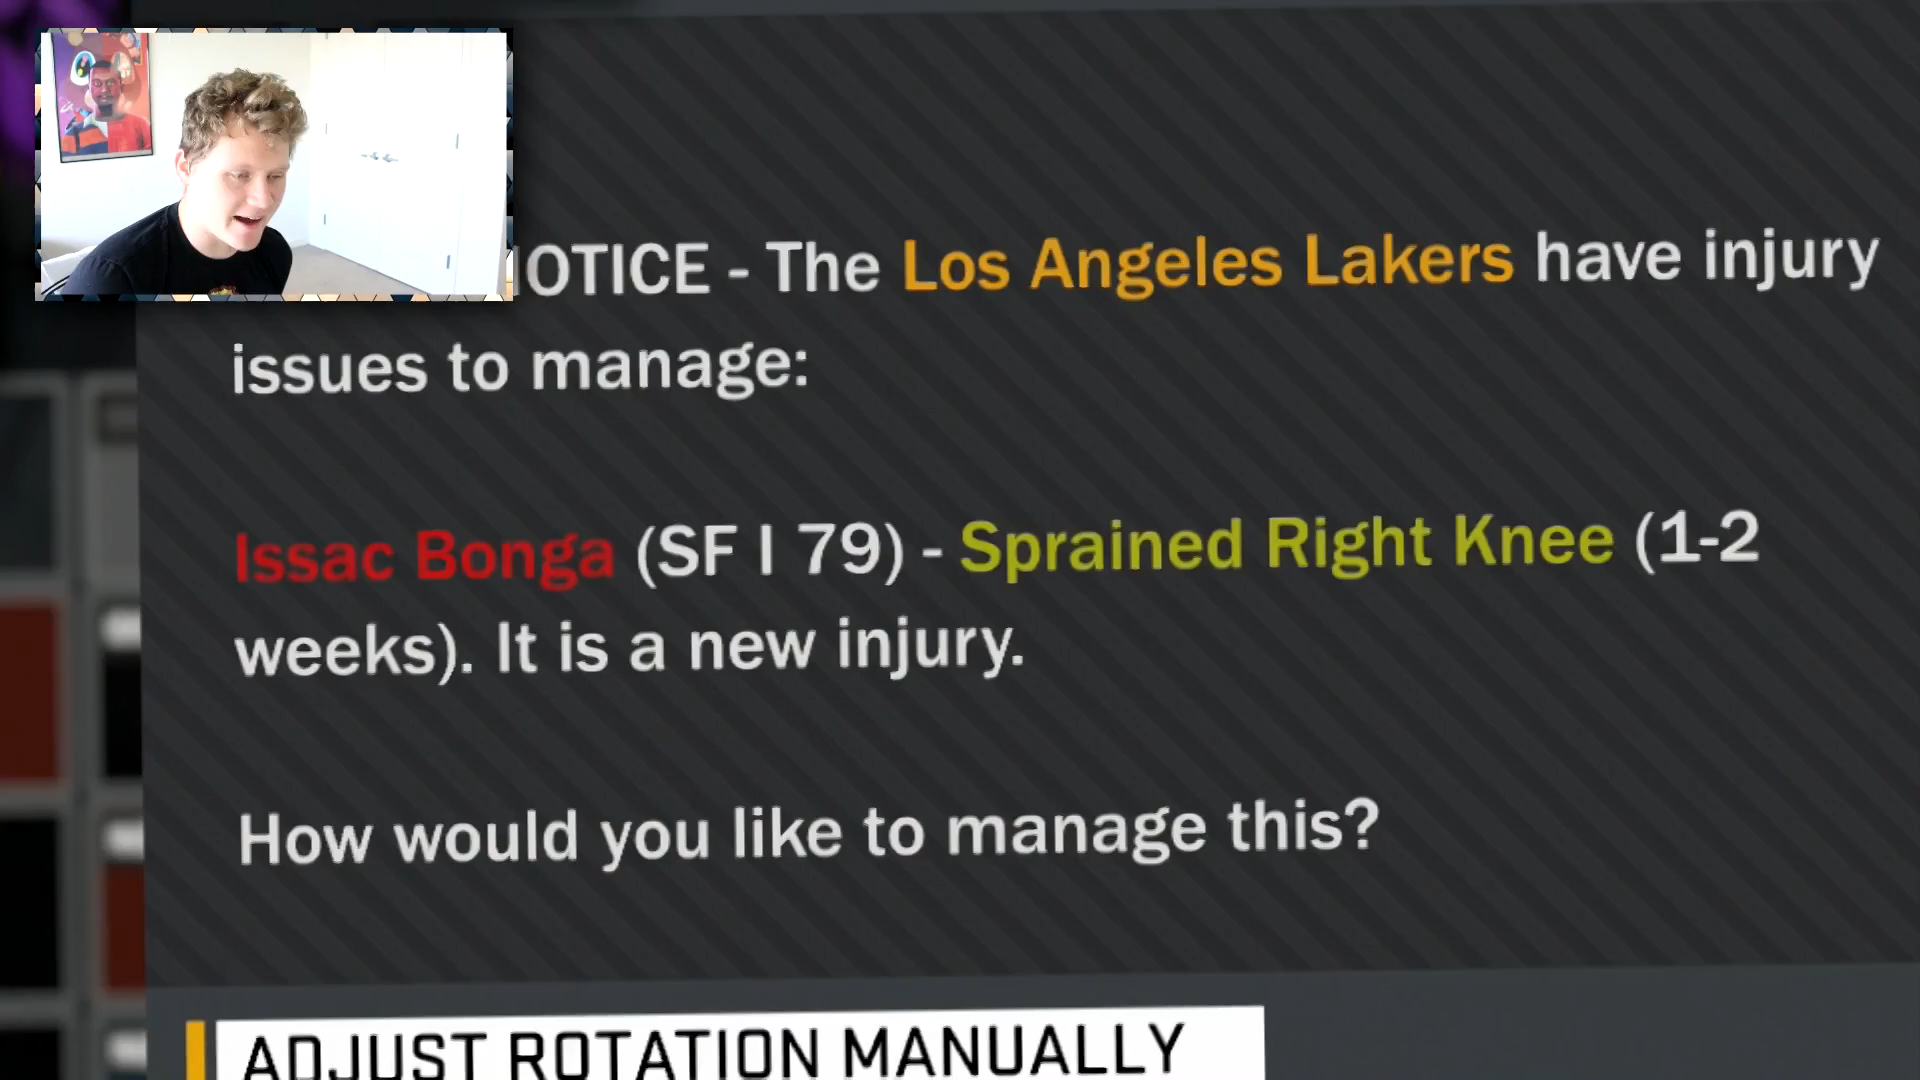 OTICE - The Los Angeles Lakers have injury
issues to manage:
Issac Bonga (SF I 79) - Sprained Right Knee (1-2
weeks). It is a new injury.
How would you like to manage this?
ADJUST ROTATION MANUALLY